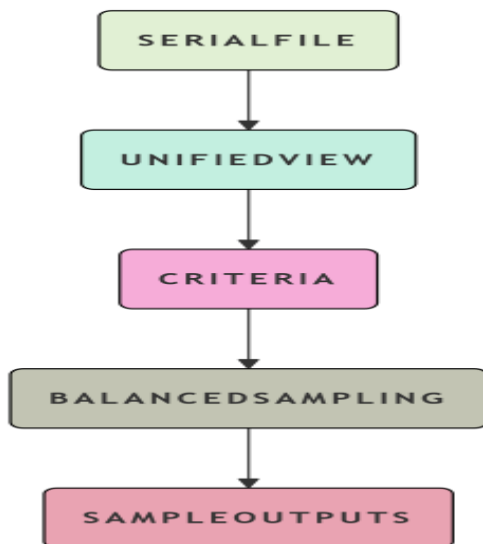 SERIALFILE
UNIFIEDVIEW
CRITERIA
BALANCEDSAMPLING
SAMPLEOUTPUTS